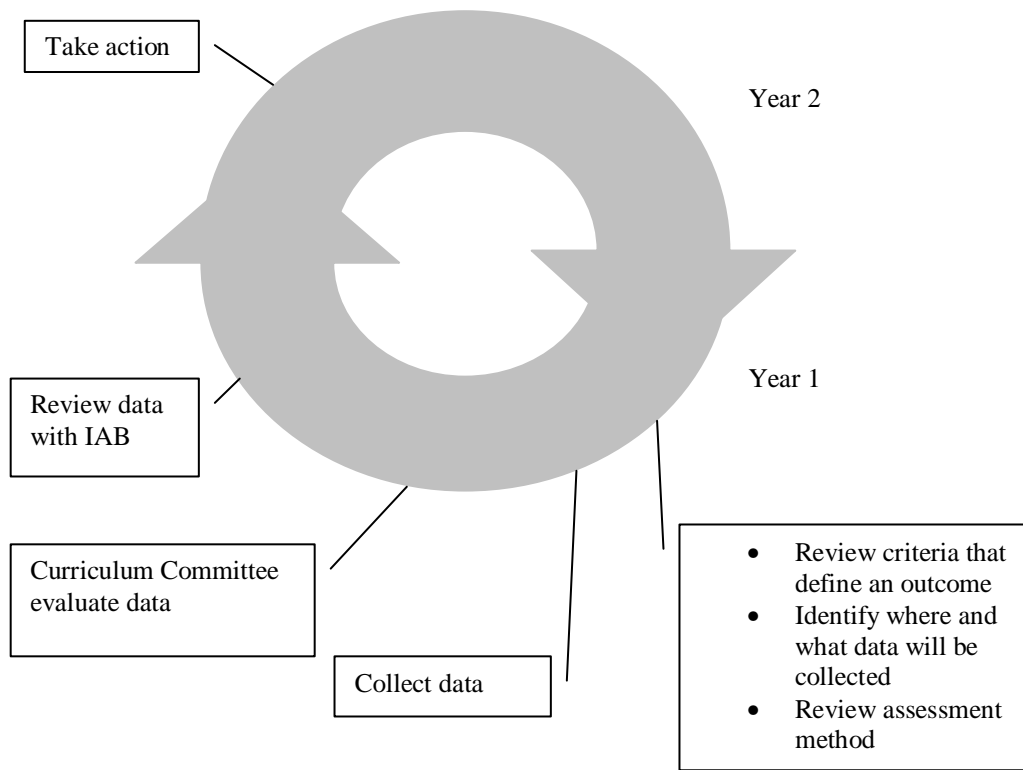 Take action
Year 2
Year 1
Review data
with IAB
Curriculum Committee
evaluate data
Collect data
• Review criteria that
define an outcome
• Identify where and
what data will be
collected
• Review assessment
method